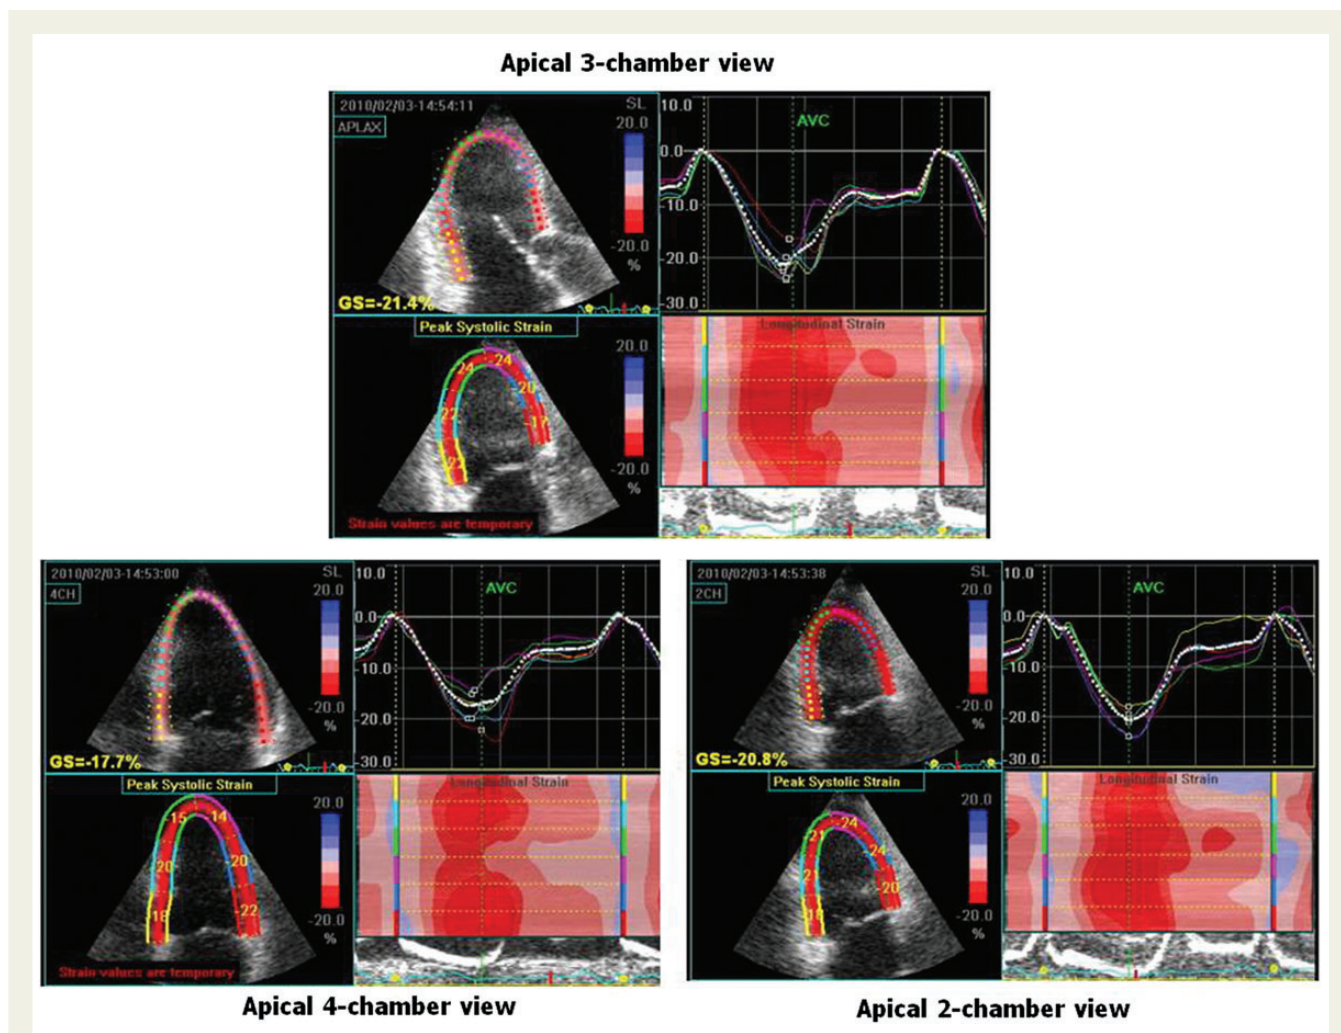 Apical 3-chamber view
2010/02/03-14:54:11
SL
APLAX
20.0
-20.0
%
GS=-21.4%
10.0
0.0
-10.0
-20.0
-30.0
AVC
Peak Systolic Strain
20.0
-20.0
%
24
-24
-20
-17
22
22
Strain values are temporary
Longitudinal Strain
2010/02/03-14:53:00
SL
4CH
20.0
-20.0
%
GS=-17.7%
10.0
0.0
-10.0
-20.0
-30.0
AVC
Peak Systolic Strain
20.0
-20.0
%
-15
14
20
-20
18
-22
Strain values are temporary
Longitudinal Strain
Apical 4-chamber view
2010/02/03-14:53:38
SL
2CH
20.0
-20.0
%
GS=-20.8%
10.0
0.0
-10.0
-20.0
-30.0
AVC
Peak Systolic Strain
20.0
-20.0
%
21
-24
-24
21
-20
18
Longitudinal Strain
Apical 2-chamber view